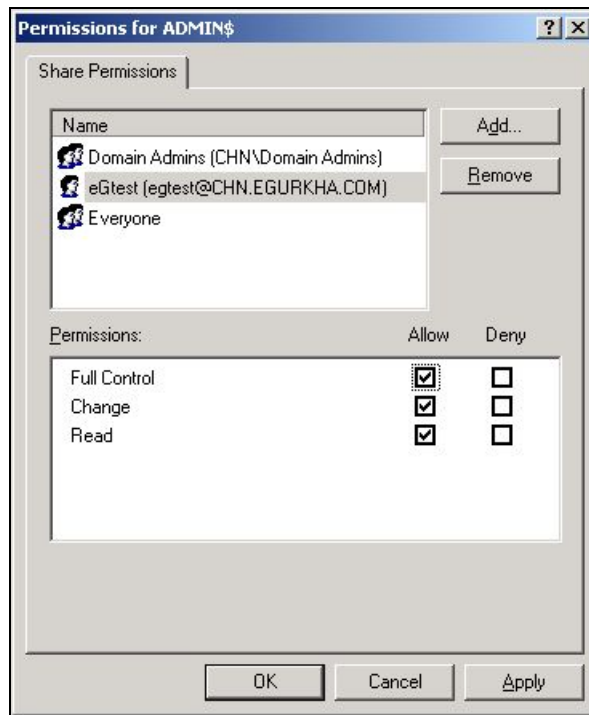 Permissions for ADMIN$
Share Permissions
Name
Add...
Domain Admins (CHN\Domain Admins)
eGtest (egtest@CHN.EGURKHA.COM)
Remove
Everyone
Permissions: Allow Deny
Full Control
Change
Read
OK Cancel Apply